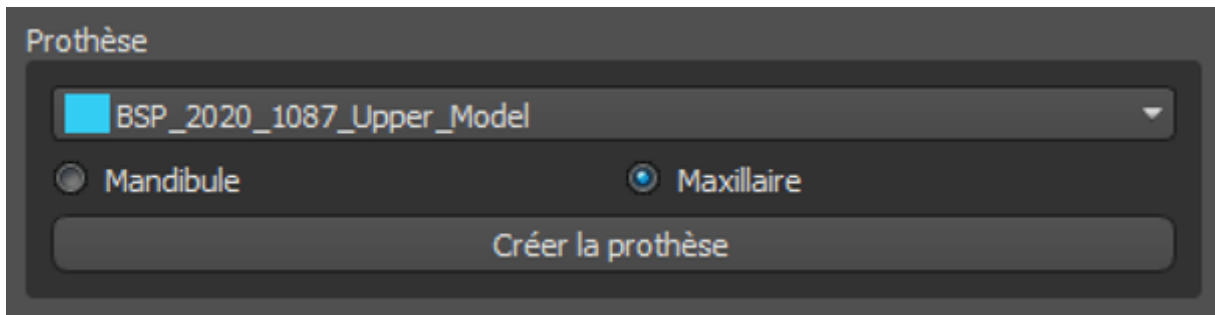 Prothèse
BSP_2020_1087_Upper_Model
Mandibule Maxillaire
Créer la prothèse